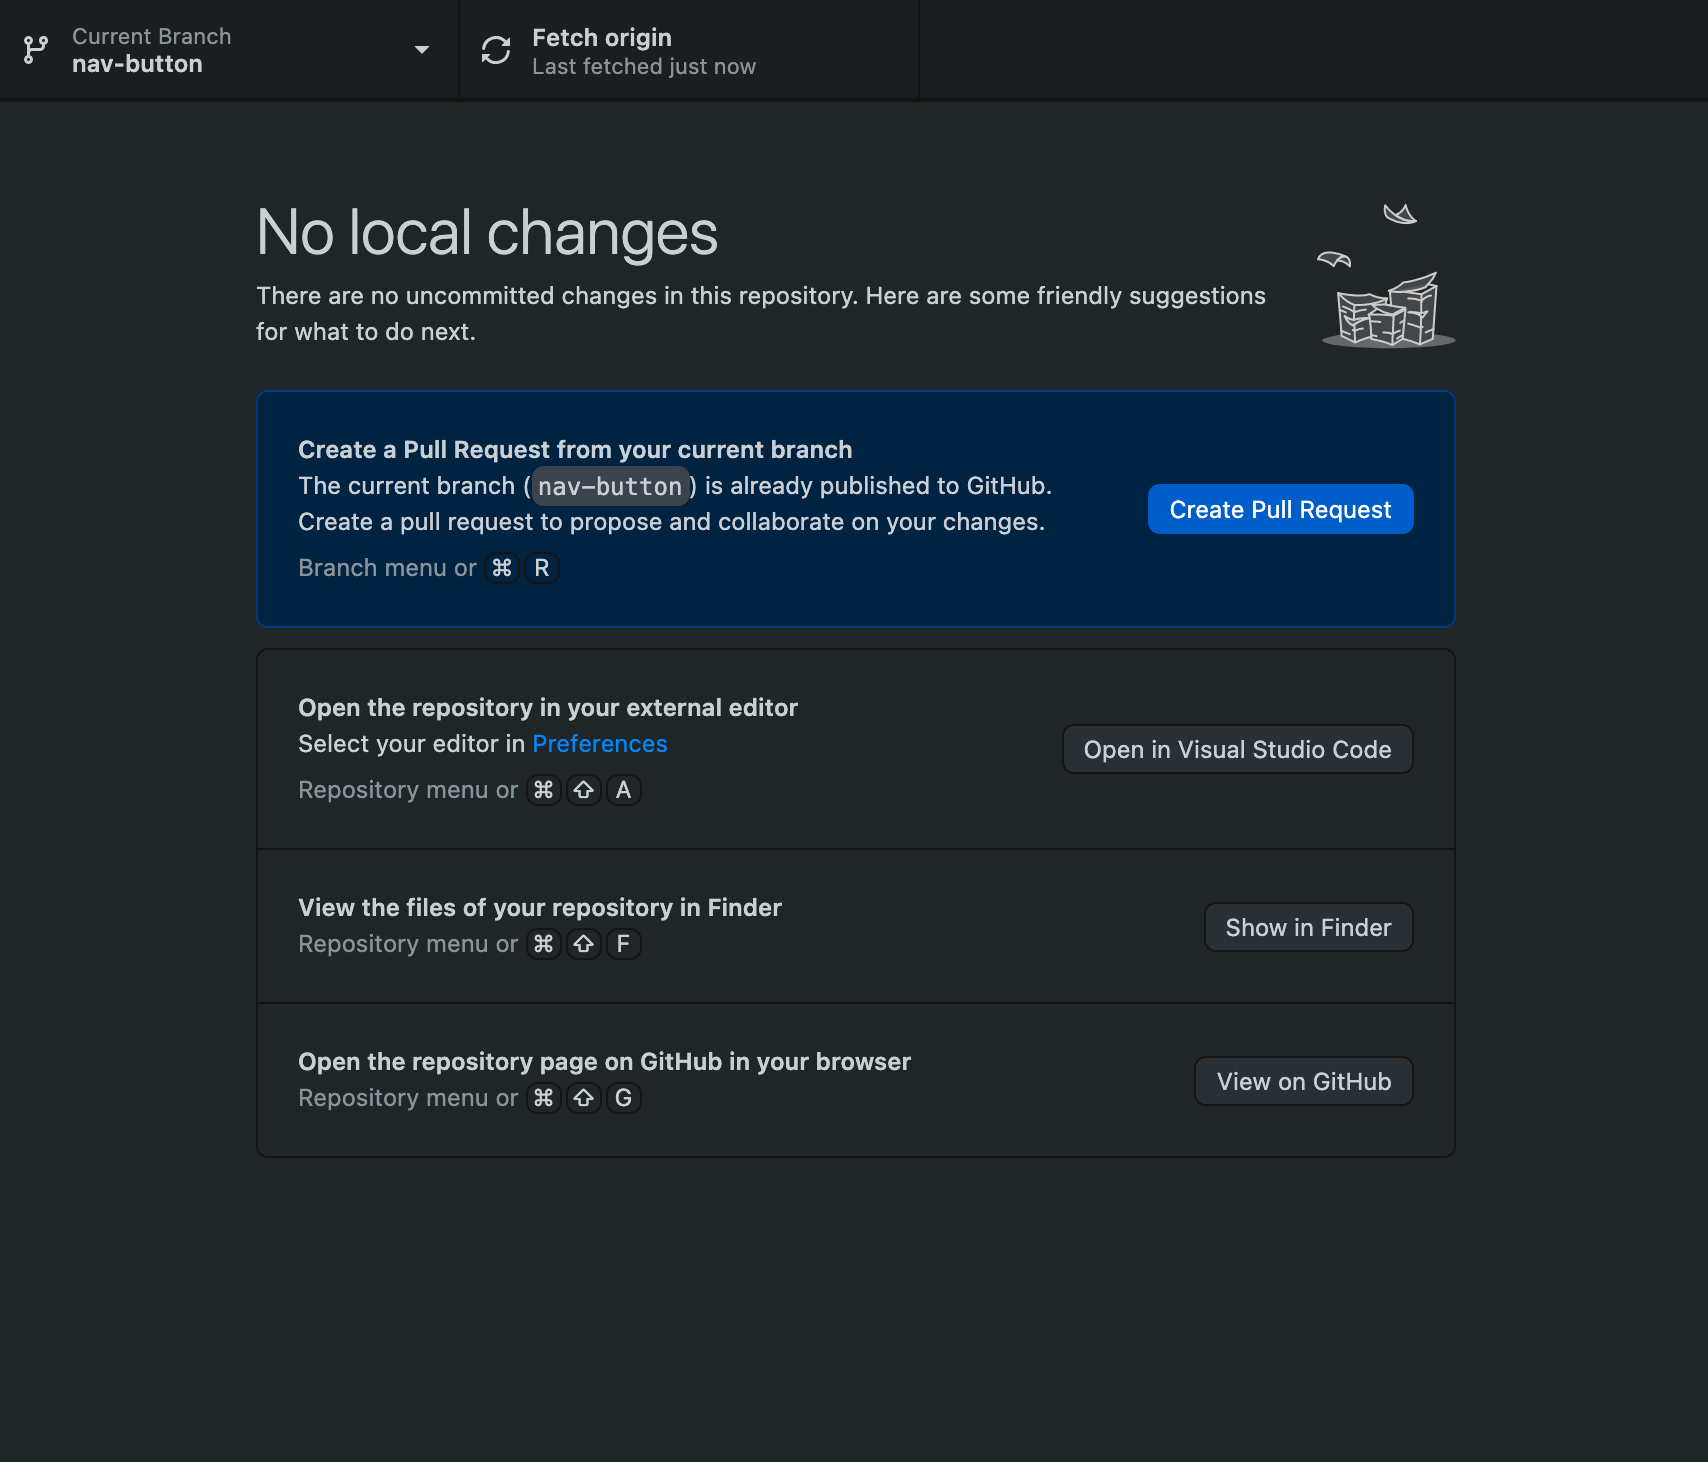 Current Branch
nav-button
Fetch origin
Last fetched just now
No local changes
There are no uncommitted changes in this repository. Here are some friendly suggestions
for what to do next.
Create a Pull Request from your current branch
The current branch (nav-button) is already published to GitHub.
Create a pull request to propose and collaborate on your changes.
Create Pull Request
Branch menu or ⌘ R
Open the repository in your external editor
Select your editor in Preferences
Open in Visual Studio Code
Repository menu or ⌘ ⇧ A
View the files of your repository in Finder
Repository menu or ⌘ ⇧ F
Show in Finder
Open the repository page on GitHub in your browser
Repository menu or ⌘ ⇧ G
View on GitHub